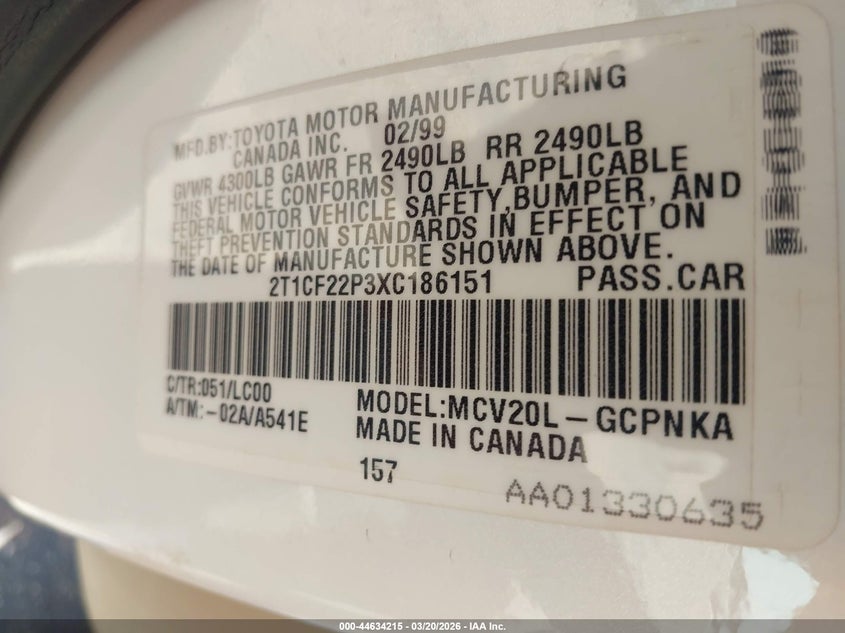 MFD.BY:TOYOTA MOTOR MANUFACTURING
CANADA INC. 02/99
GVWR 4300LB GAWR FR 2490LB RR 2490LB
THIS VEHICLE CONFORMS TO ALL APPLICABLE
FEDERAL MOTOR VEHICLE SAFETY,BUMPER, AND
THEFT PREVENTION STANDARDS IN EFFECT ON
THE DATE OF MANUFACTURE SHOWN ABOVE.
2T1CF22P3XC186151 PASS.CAR
C/TR:051/LC00
A/TM:-02A/A541E
MODEL:MCV20L-GCPNKA
MADE IN CANADA
157
AA01330635
000-44634215 - 03/20/2026 - IAA Inc.